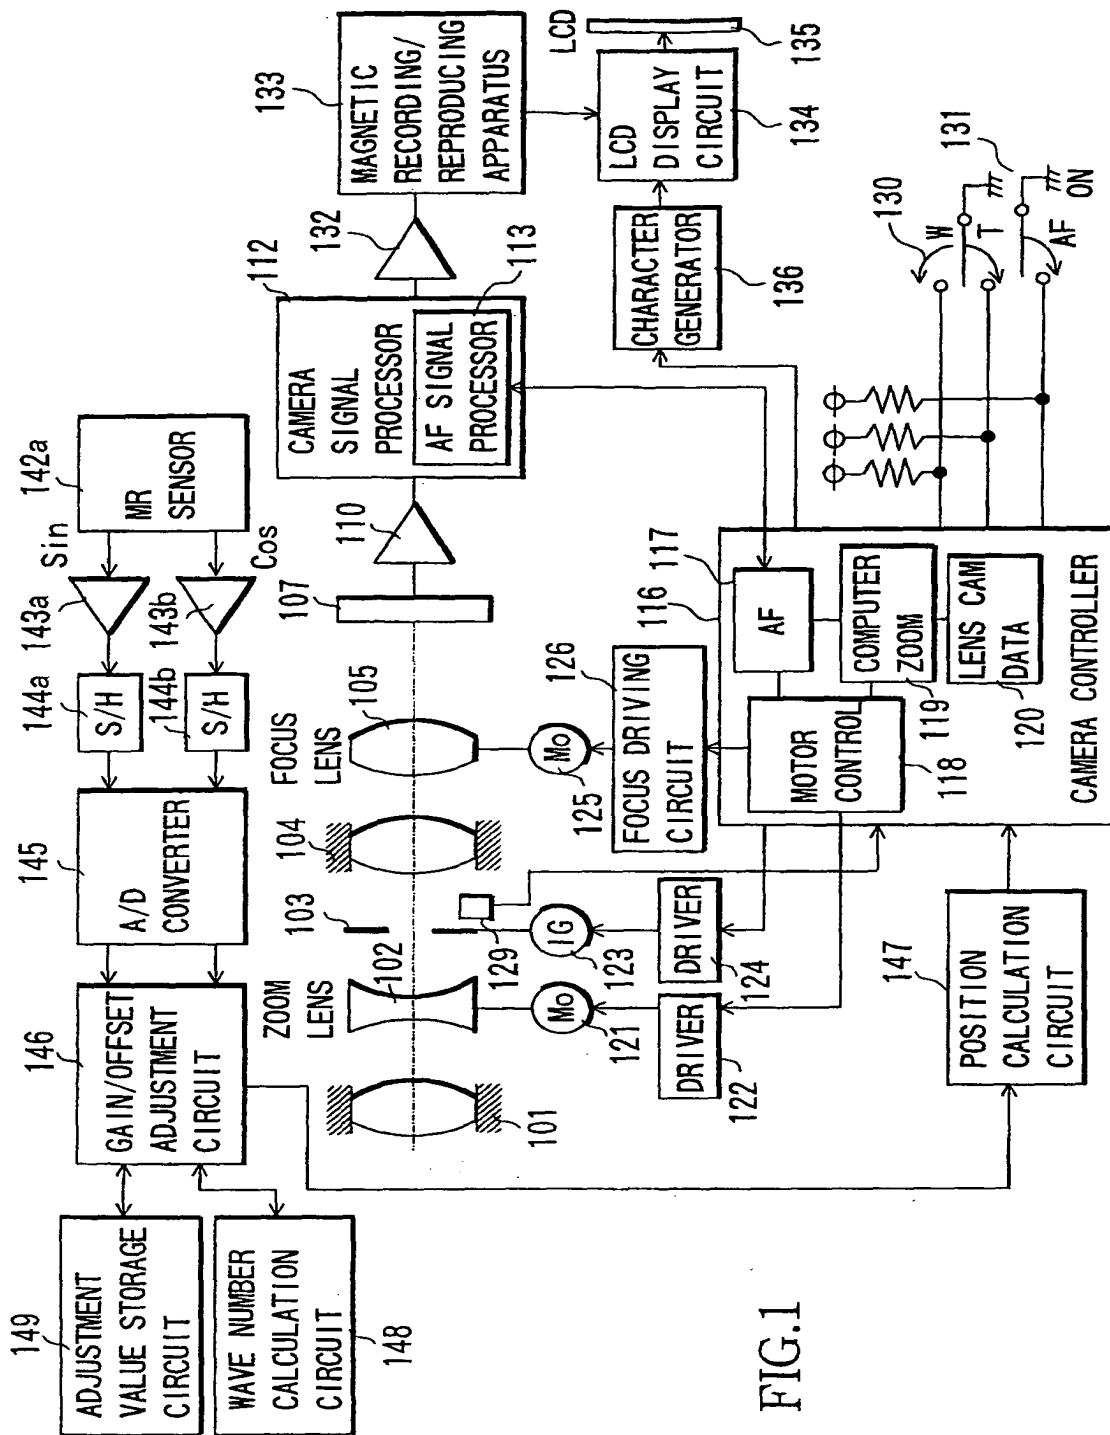 149
ADJUSTMENT
VALUE STORAGE
CIRCUIT
WAVE NUMBER
CALCULATION
CIRCUIT
148
146
GAIN/OFFSET
ADJUSTMENT
CIRCUIT
145
A/D
CONVERTER
144a
S/H
144b
S/H
143a
143b
Sin
Cos
142a
MR
SENSOR
ZOOM
LENS
FOCUS
LENS
101
102
103
104
105
107
110
112
CAMERA
SIGNAL
PROCESSOR
AF SIGNAL
PROCESSOR
113
132
133
MAGNETIC
RECORDING/
REPRODUCING
APPARATUS
LCD
135
LCD
DISPLAY
CIRCUIT
134
CHARACTER
GENERATOR
136
Mo
121
IG
123
129
Mo
125
DRIVER
122
DRIVER
124
126
FOCUS DRIVING
CIRCUIT
116
117
AF
MOTOR
CONTROL
118
COMPUTER
ZOOM
119
LENS CAM
DATA
120
CAMERA CONTROLLER
130
W
T
131
AF
ON
147
POSITION
CALCULATION
CIRCUIT
FIG.1